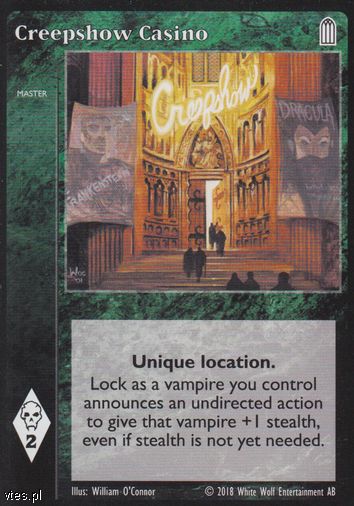 Creepshow Casino
MASTER
Creepshow
DRACULA
FRANKENSTEIN
WOC
'01
Unique location.
Lock as a vampire you control
announces an undirected action
to give that vampire +1 stealth,
even if stealth is not yet needed.
2
vtes.pl
Illus: William O'Connor
© 2018 White Wolf Entertainment AB